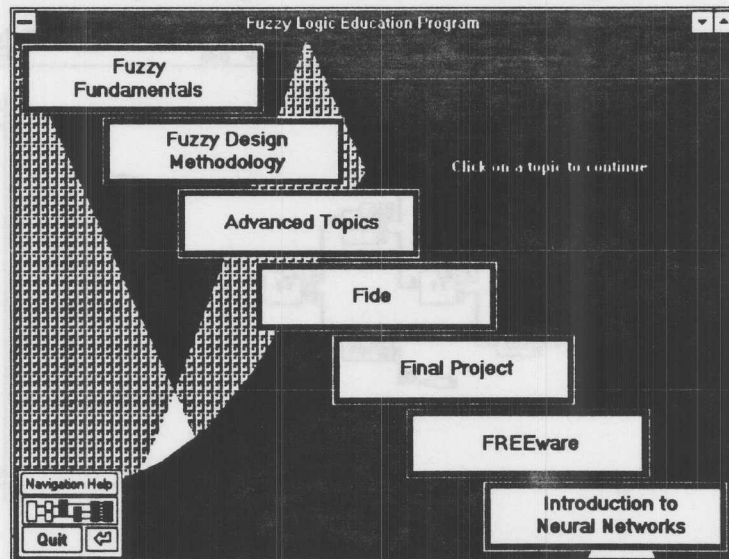 Fuzzy Logic Education Program
Fuzzy
Fundamentals
Fuzzy Design
Methodology
Click on a topic to continue
Advanced Topics
Fide
Final Project
FREEware
Navigation Help
Introduction to
Neural Networks
Quit